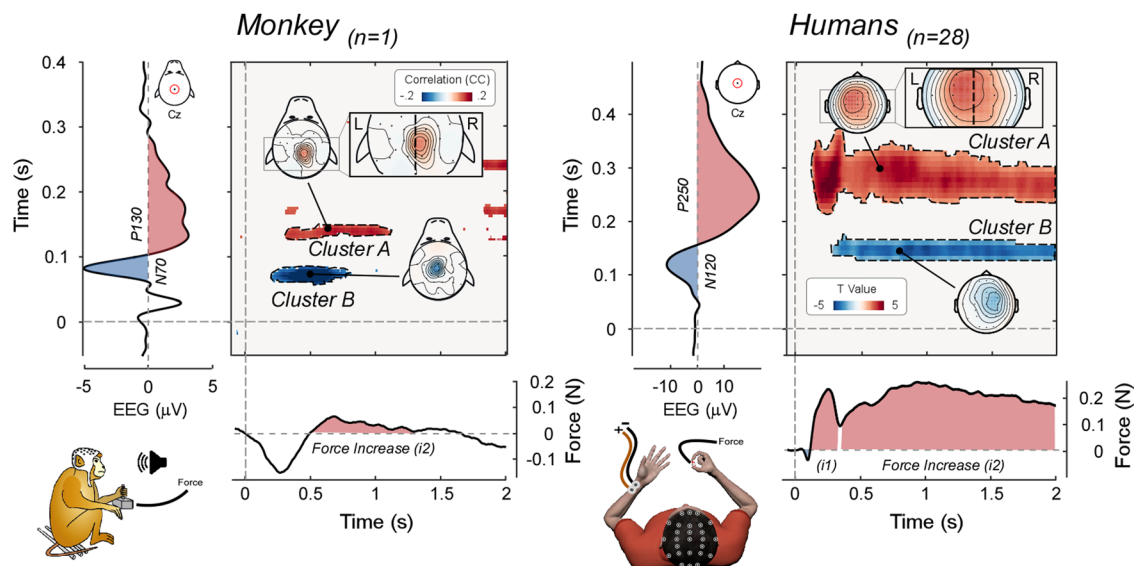 Monkey (n=1)
0.4
0.3
0.2
0.1
0
Time (s)
Cz
P130
N70
-5
0
5
EEG (µV)
Correlation (CC)
-.2
.2
L
R
Cluster A
Cluster B
0.2
0.1
0
-0.1
Force (N)
Force Increase (i2)
0
0.5
1
1.5
2
Time (s)
Force
Humans (n=28)
0.4
0.3
0.2
0.1
0
Time (s)
Cz
P250
N120
-10
0
10
EEG (µV)
L
R
Cluster A
Cluster B
T Value
-5
5
0.2
0.1
0
Force (N)
(i1)
Force Increase (i2)
0
0.5
1
1.5
2
Time (s)
+-
Force